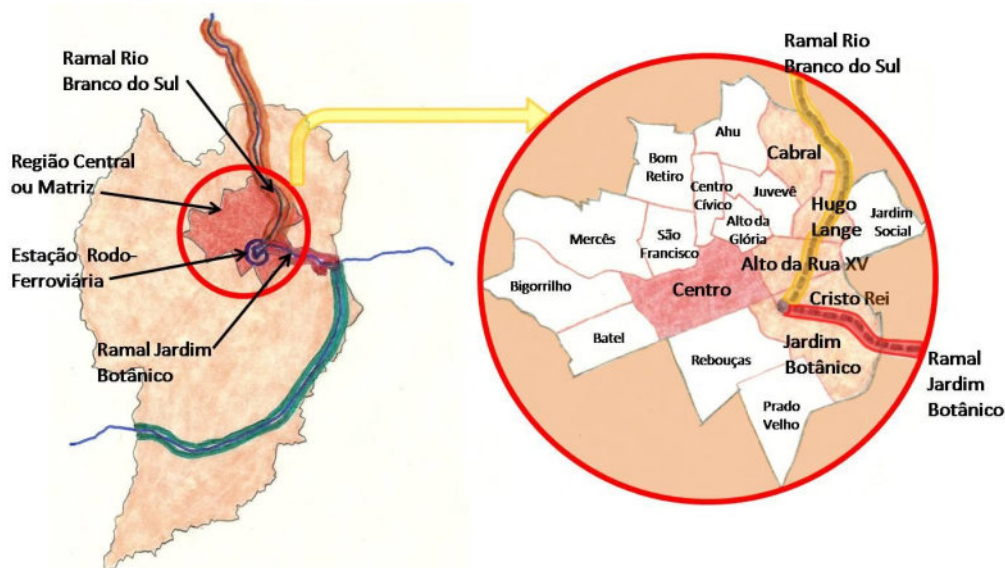 Ramal Rio
Branco do Sul
Região Central
ou Matriz
Estação Rodo-
Ferroviária
Ramal Jardim
Botânico
Ramal Rio
Branco do Sul
Ahu
Cabral
Bom
Retiro
Centro
Cívico
Juvevê
Hugo
Lange
Jardim
Social
Mercês
São
Francisco
Alto da
Glória
Alto da Rua XV
Bigorrilho
Centro
Cristo Rei
Batel
Rebouças
Jardim
Botânico
Ramal
Jardim
Botânico
Prado
Velho